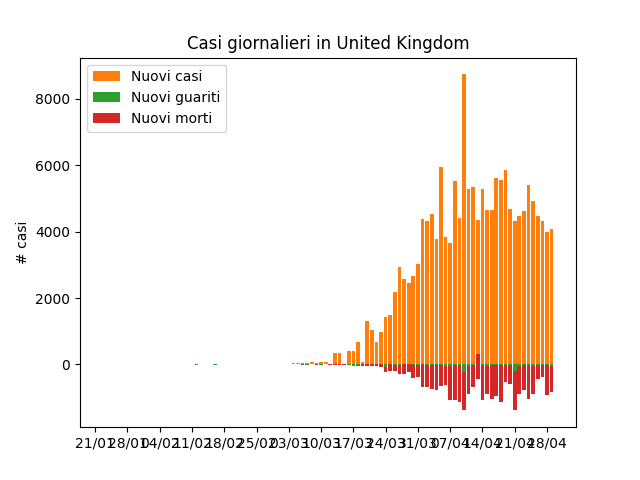 Casi giornalieri in United Kingdom
Nuovi casi
Nuovi guariti
Nuovi morti
# casi
8000
6000
4000
2000
0
21/01 28/01 04/02 11/02 18/02 25/02 03/03 10/03 17/03 24/03 31/03 07/04 14/04 21/04 28/04